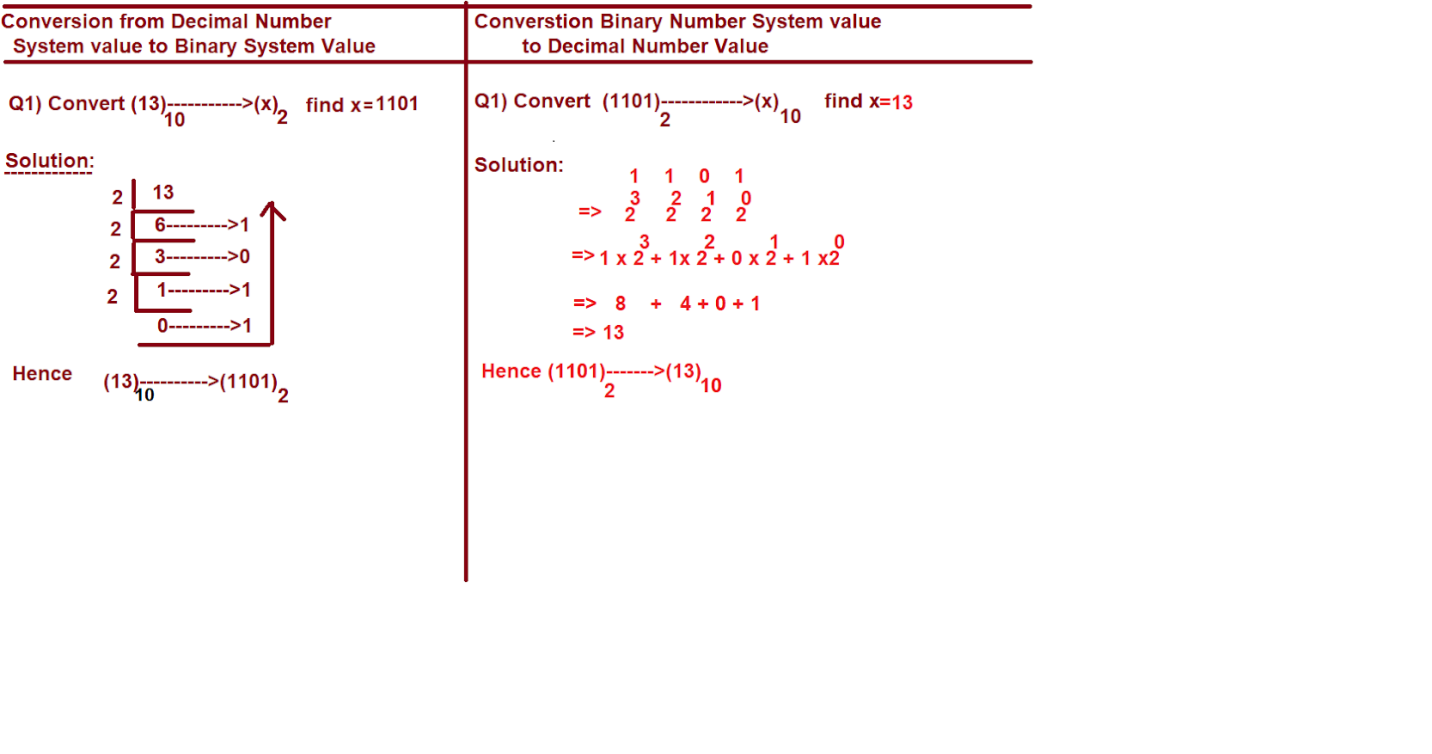 Conversion from Decimal Number
System value to Binary System Value
Q1) Convert (13)----------->(x) find x=1101
10 2
Solution:
2 13
2 6--------->1
2 3--------->0
2 1--------->1
0--------->1
Hence (13)---------->(1101)
10 2
Converstion Binary Number System value
to Decimal Number Value
Q1) Convert (1101)------------>(x) find x=13
2 10
Solution:
1 1 0 1
3 2 1 0
=> 2 2 2 2
3 2 1 0
=> 1 x 2 + 1x 2 + 0 x 2 + 1 x2
=> 8 + 4 + 0 + 1
=> 13
Hence (1101)------->(13)
2 10